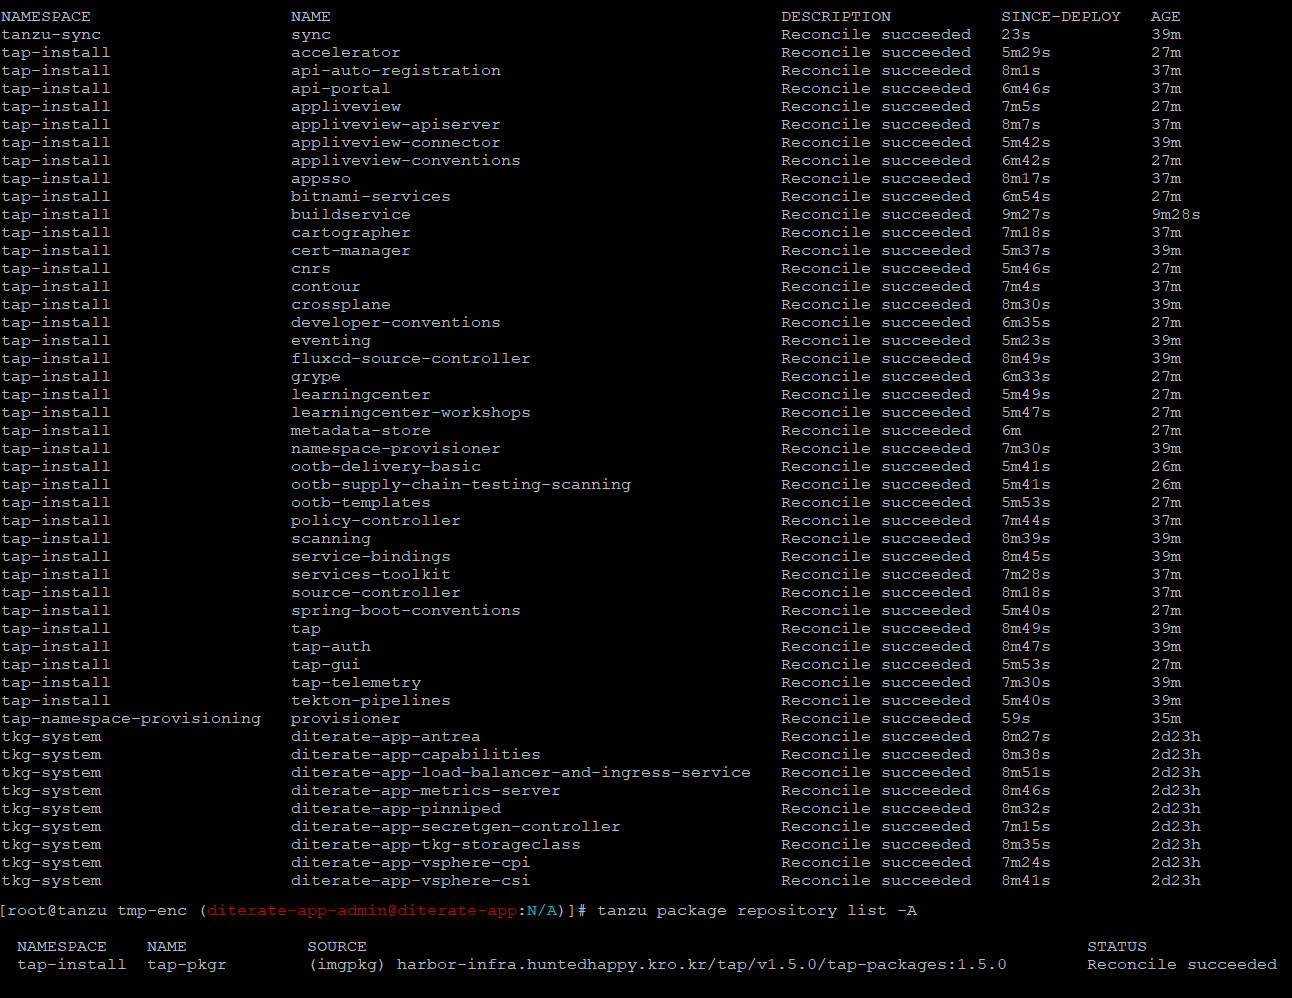 NAMESPACE NAME DESCRIPTION SINCE-DEPLOY AGE
tanzu-sync sync Reconcile succeeded 23s 39m
tap-install accelerator Reconcile succeeded 5m29s 27m
tap-install api-auto-registration Reconcile succeeded 8m1s 37m
tap-install api-portal Reconcile succeeded 6m46s 37m
tap-install appliveview Reconcile succeeded 7m5s 27m
tap-install appliveview-apiserver Reconcile succeeded 8m7s 37m
tap-install appliveview-connector Reconcile succeeded 5m42s 39m
tap-install appliveview-conventions Reconcile succeeded 6m42s 27m
tap-install appsso Reconcile succeeded 8m17s 37m
tap-install bitnami-services Reconcile succeeded 6m54s 27m
tap-install buildservice Reconcile succeeded 9m27s 9m28s
tap-install cartographer Reconcile succeeded 7m18s 37m
tap-install cert-manager Reconcile succeeded 5m37s 39m
tap-install cnrs Reconcile succeeded 5m46s 27m
tap-install contour Reconcile succeeded 7m4s 37m
tap-install crossplane Reconcile succeeded 8m30s 39m
tap-install developer-conventions Reconcile succeeded 6m35s 27m
tap-install eventing Reconcile succeeded 5m23s 39m
tap-install fluxcd-source-controller Reconcile succeeded 8m49s 39m
tap-install grype Reconcile succeeded 6m33s 27m
tap-install learningcenter Reconcile succeeded 5m49s 27m
tap-install learningcenter-workshops Reconcile succeeded 5m47s 27m
tap-install metadata-store Reconcile succeeded 6m 27m
tap-install namespace-provisioner Reconcile succeeded 7m30s 39m
tap-install ootb-delivery-basic Reconcile succeeded 5m41s 26m
tap-install ootb-supply-chain-testing-scanning Reconcile succeeded 5m41s 26m
tap-install ootb-templates Reconcile succeeded 5m53s 27m
tap-install policy-controller Reconcile succeeded 7m44s 37m
tap-install scanning Reconcile succeeded 8m39s 39m
tap-install service-bindings Reconcile succeeded 8m45s 39m
tap-install services-toolkit Reconcile succeeded 7m28s 37m
tap-install source-controller Reconcile succeeded 8m18s 37m
tap-install spring-boot-conventions Reconcile succeeded 5m40s 27m
tap-install tap Reconcile succeeded 8m49s 39m
tap-install tap-auth Reconcile succeeded 8m47s 39m
tap-install tap-gui Reconcile succeeded 5m53s 27m
tap-install tap-telemetry Reconcile succeeded 7m30s 39m
tap-install tekton-pipelines Reconcile succeeded 5m40s 39m
tap-namespace-provisioning provisioner Reconcile succeeded 59s 35m
tkg-system diterate-app-antrea Reconcile succeeded 8m27s 2d23h
tkg-system diterate-app-capabilities Reconcile succeeded 8m38s 2d23h
tkg-system diterate-app-load-balancer-and-ingress-service Reconcile succeeded 8m51s 2d23h
tkg-system diterate-app-metrics-server Reconcile succeeded 8m46s 2d23h
tkg-system diterate-app-pinniped Reconcile succeeded 8m32s 2d23h
tkg-system diterate-app-secretgen-controller Reconcile succeeded 7m15s 2d23h
tkg-system diterate-app-tkg-storageclass Reconcile succeeded 8m35s 2d23h
tkg-system diterate-app-vsphere-cpi Reconcile succeeded 7m24s 2d23h
tkg-system diterate-app-vsphere-csi Reconcile succeeded 8m41s 2d23h
[root@tanzu tmp-enc (diterate-app-admin@diterate-app:N/A)]# tanzu package repository list -A
NAMESPACE NAME SOURCE STATUS
tap-install tap-pkgr (imgpkg) harbor-infra.huntedhappy.kro.kr/tap/v1.5.0/tap-packages:1.5.0 Reconcile succeeded